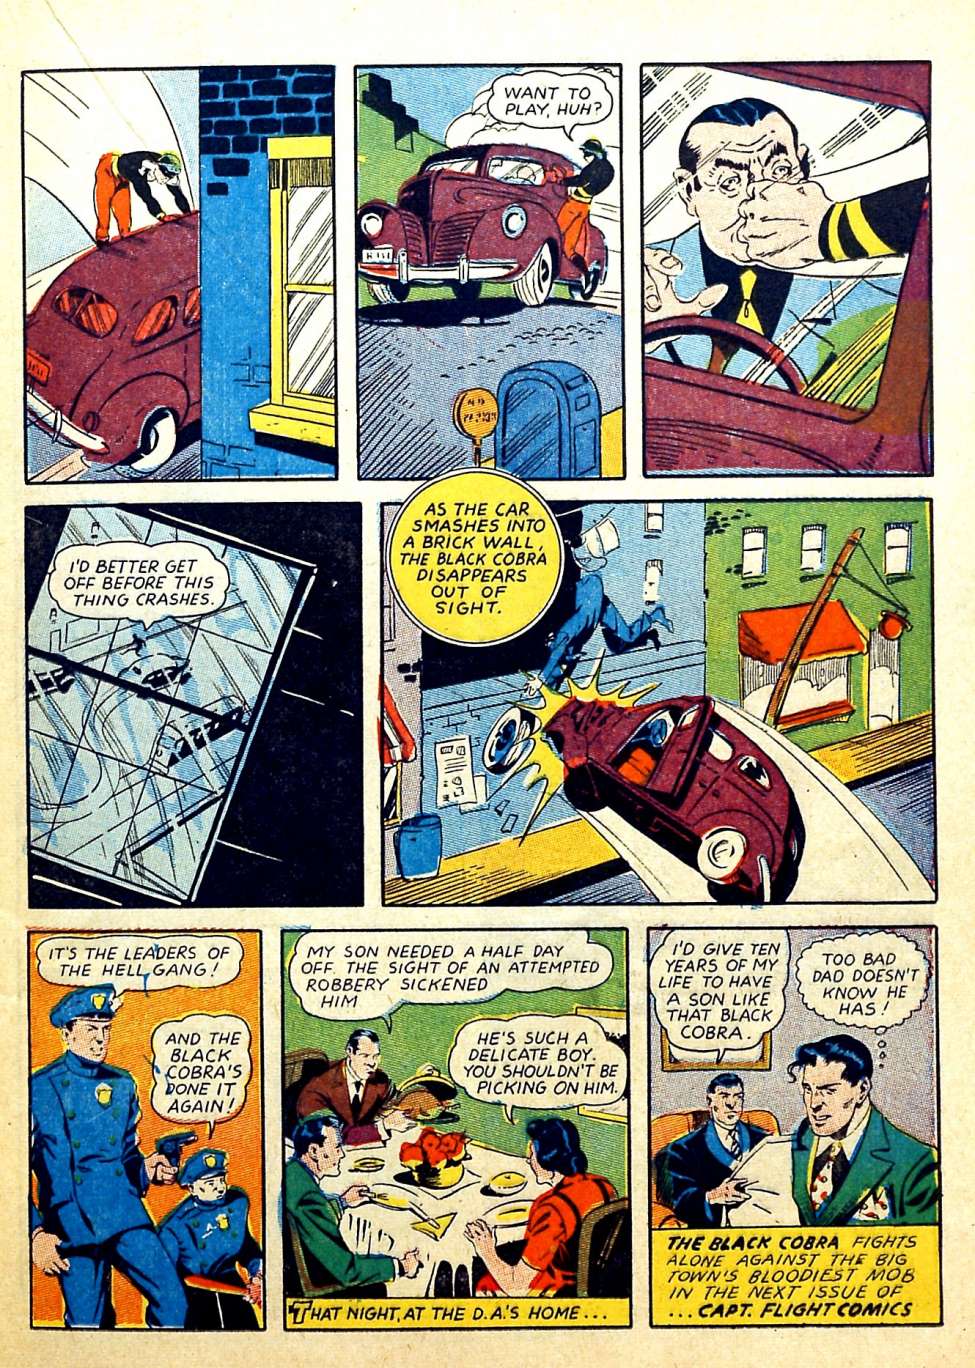 WANT TO
PLAY, HUH?
NO
PARKING
I'D BETTER GET
OFF BEFORE THIS
THING CRASHES.
AS THE CAR
SMASHES INTO
A BRICK WALL,
THE BLACK COBRA
DISAPPEARS
OUT OF
SIGHT.
IT'S THE LEADERS OF
THE HELL GANG!
AND THE
BLACK
COBRA'S
DONE IT
AGAIN!
MY SON NEEDED A HALF DAY
OFF. THE SIGHT OF AN ATTEMPTED
ROBBERY SICKENED
HIM
HE'S SUCH A
DELICATE BOY.
YOU SHOULDN'T BE
PICKING ON HIM.
THAT NIGHT, AT THE D.A.'S HOME...
I'D GIVE TEN
YEARS OF MY
LIFE TO HAVE
A SON LIKE
THAT BLACK
COBRA.
TOO BAD
DAD DOESN'T
KNOW HE
HAS!
THE BLACK COBRA FIGHTS
ALONE AGAINST THE BIG
TOWN'S BLOODIEST MOB
IN THE NEXT ISSUE OF
... CAPT. FLIGHT COMICS